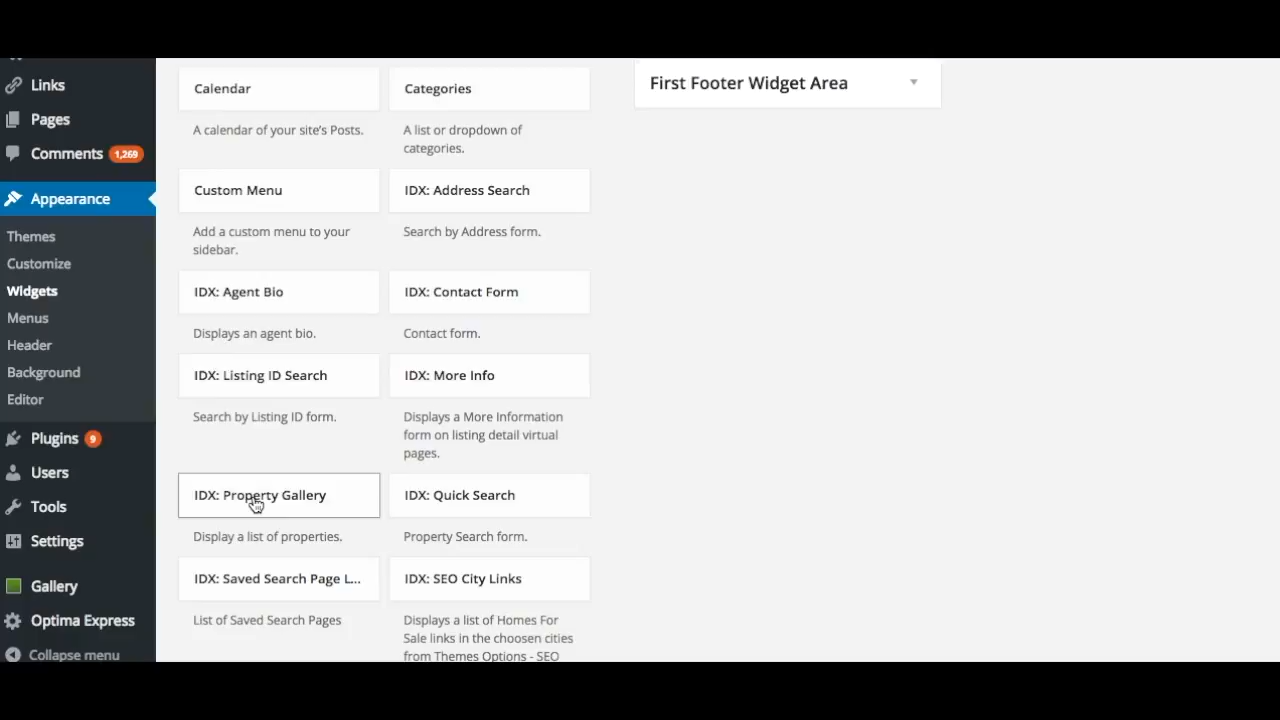 Links
Pages
Comments 1,269
Appearance
Themes
Customize
Widgets
Menus
Header
Background
Editor
Plugins 9
Users
Tools
Settings
Gallery
Optima Express
Collapse menu
Calendar
A calendar of your site's Posts.
Categories
A list or dropdown of
categories.
Custom Menu
Add a custom menu to your
sidebar.
IDX: Address Search
Search by Address form.
IDX: Agent Bio
Displays an agent bio.
IDX: Contact Form
Contact form.
IDX: Listing ID Search
Search by Listing ID form.
IDX: More Info
Displays a More Information
form on listing detail virtual
pages.
IDX: Property Gallery
Display a list of properties.
IDX: Quick Search
Property Search form.
IDX: Saved Search Page L...
List of Saved Search Pages
IDX: SEO City Links
Displays a list of Homes For
Sale links in the choosen cities
from Themes Options - SEO
First Footer Widget Area